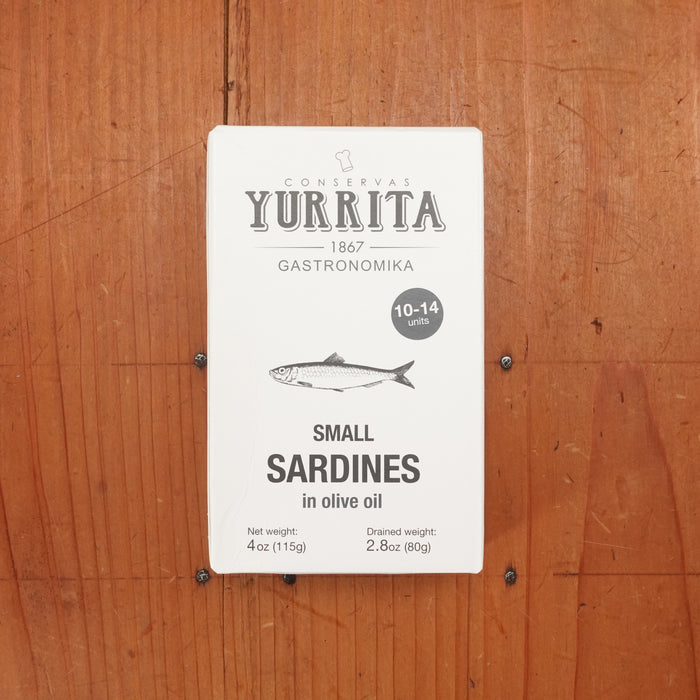 CONSERVAS
YURRITA
1867
GASTRONOMIKA
10-14
units
SMALL
SARDINES
in olive oil
Net weight:
4oz (115g)
Drained weight:
2.8oz (80g)